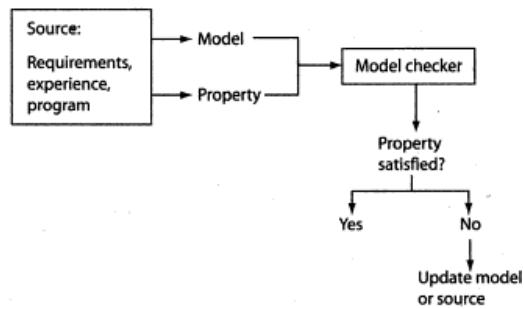 Source:
Requirements,
experience,
program
Model
Property
Model checker
Property
satisfied?
Yes
No
Update model
or source